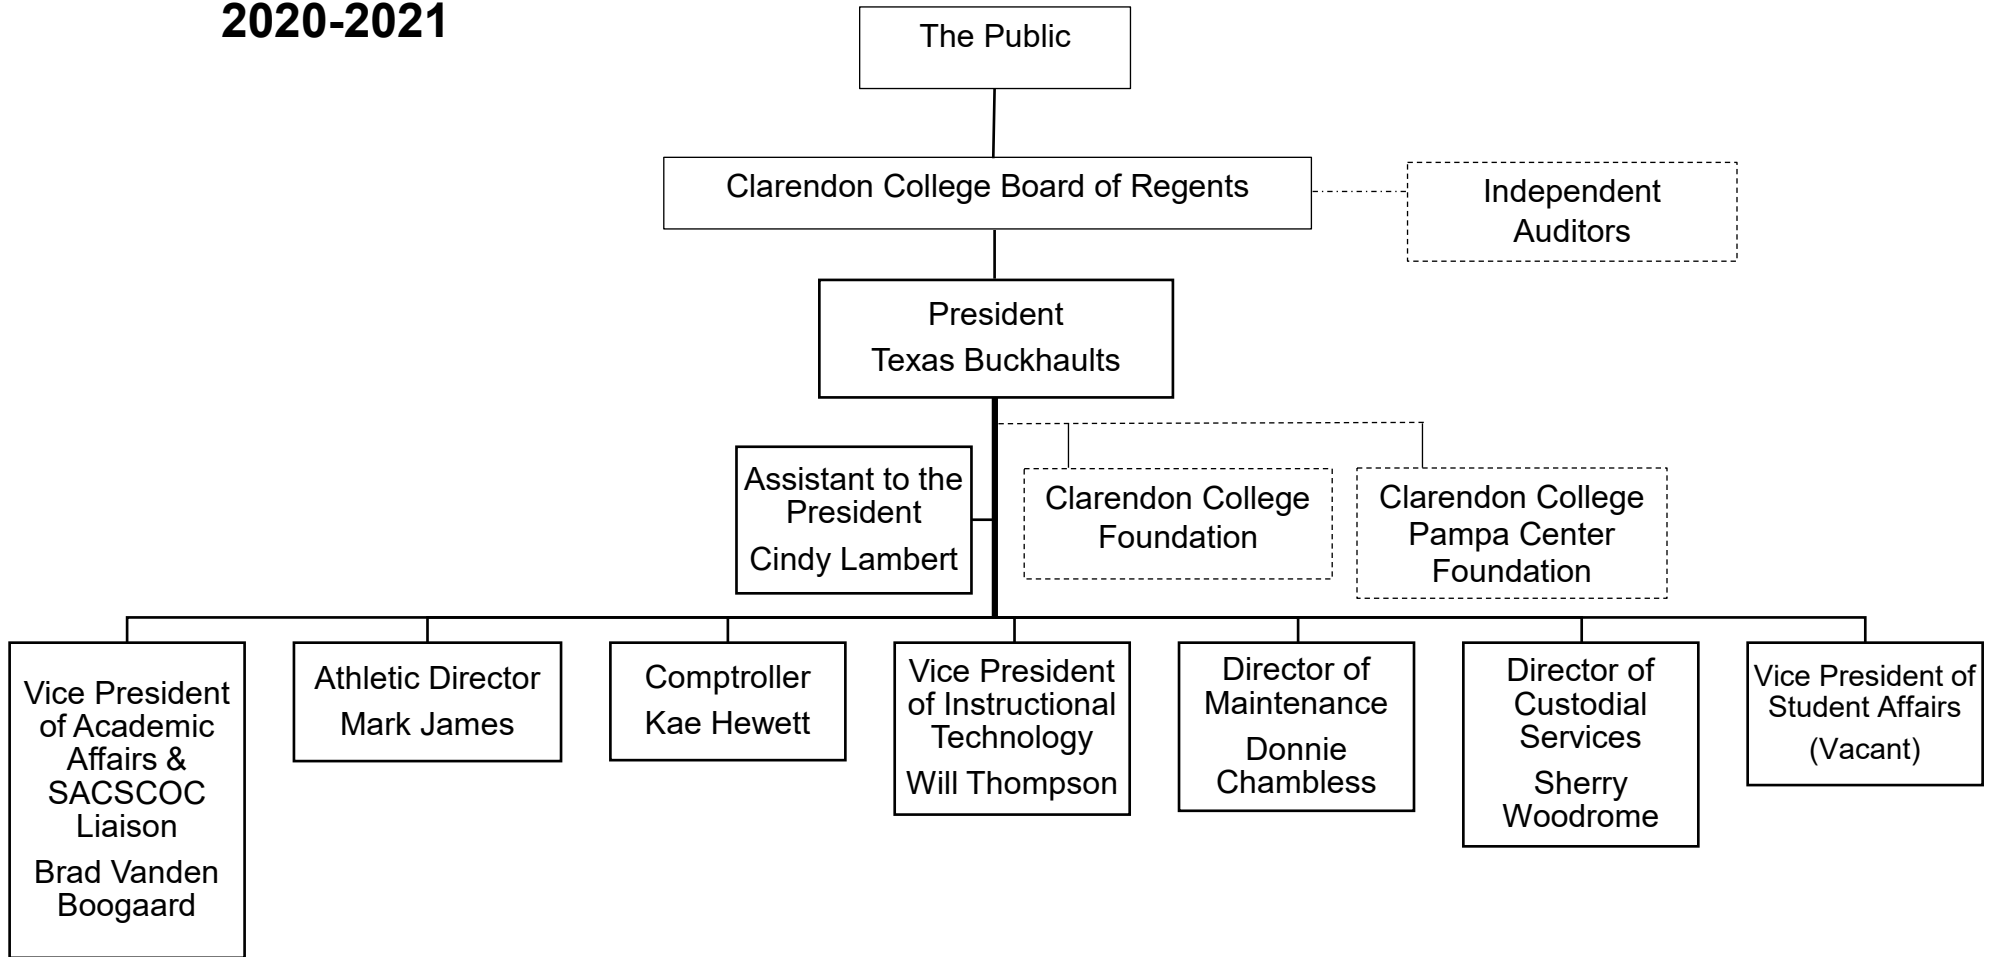 2020-2021
The Public
Clarendon College Board of Regents
Independent
Auditors
President
Texas Buckhaults
Assistant to the
President
Cindy Lambert
Clarendon College
Foundation
Clarendon College
Pampa Center
Foundation
Vice President
of Academic
Affairs &
SACSCOC
Liaison
Brad Vanden
Boogaard
Athletic Director
Mark James
Comptroller
Kae Hewett
Vice President
of Instructional
Technology
Will Thompson
Director of
Maintenance
Donnie
Chambless
Director of
Custodial
Services
Sherry
Woodrome
Vice President of
Student Affairs
(Vacant)